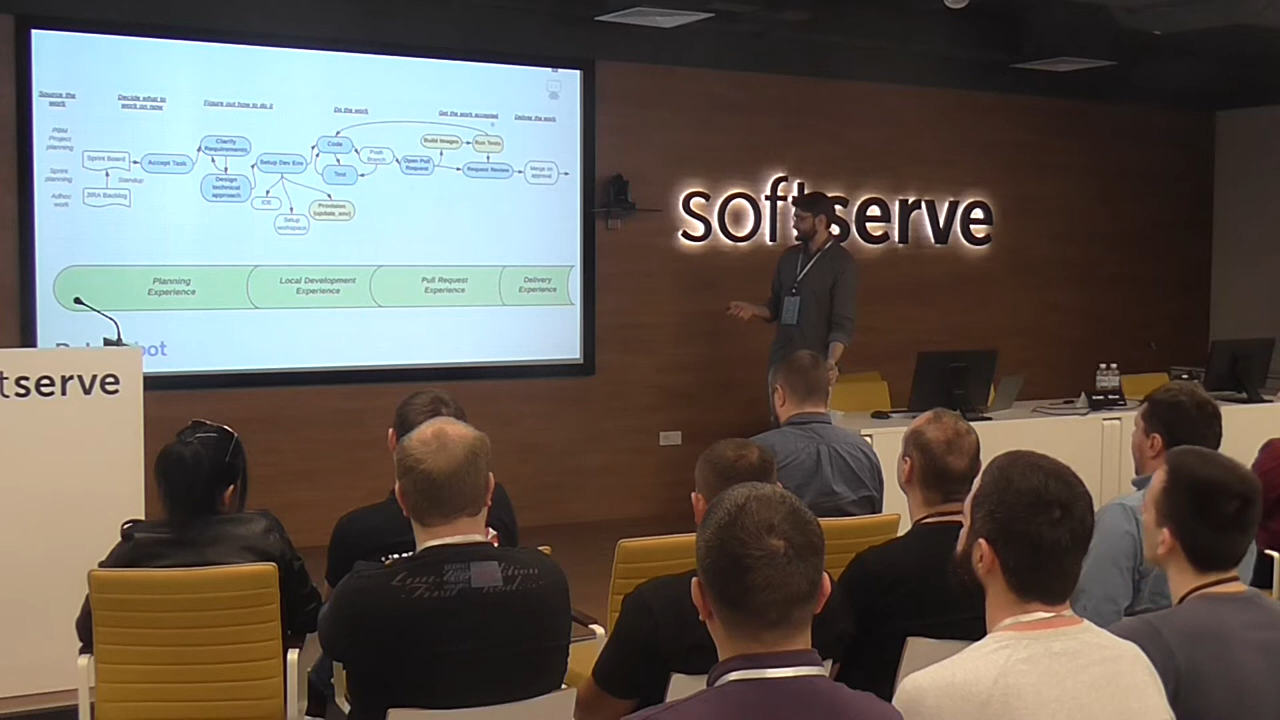 Source the
work
Decide what to
work on now
Figure out how to do it
Do the work
Get the work accepted
Deliver the work
PBM
Project
planning
Sprint
planning
Adhoc
work
Sprint Board
Standup
JIRA Backlog
Accept Task
Clarify
Requirements
Design
technical
approach
Setup Dev Env
IDE
Setup
workspace
Provision
(update_env)
Code
Test
Push
Branch
Open Pull
Request
Build Images
Run Tests
Request Review
Merge on
approval
Planning
Experience
Local Development
Experience
Pull Request
Experience
Delivery
Experience
bot
softserve
tserve